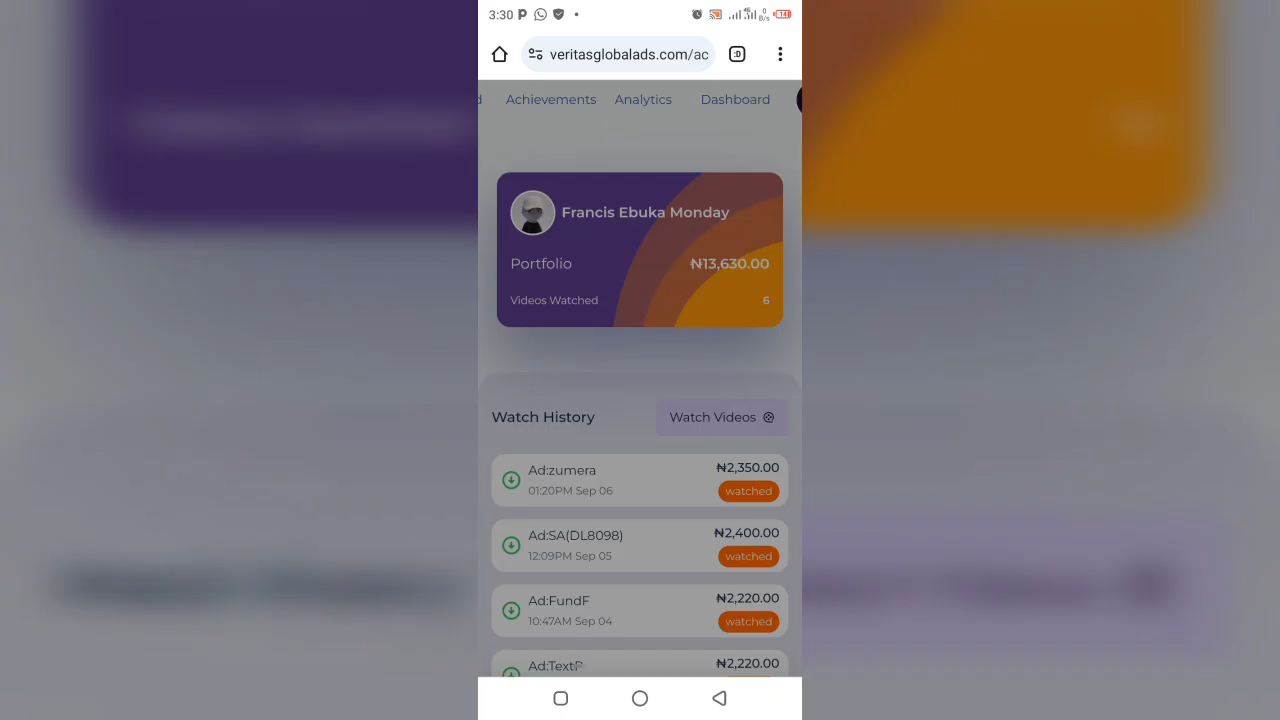 3:30
4G 0 B/s 14
veritasglobalads.com/ac
:D
d Achievements Analytics Dashboard
Francis Ebuka Monday
Portfolio ₦13,630.00
Videos Watched 6
Watch History Watch Videos
Ad:zumera ₦2,350.00
01:20PM Sep 06 watched
Ad:SA(DL8098) ₦2,400.00
12:09PM Sep 05 watched
Ad:FundF ₦2,220.00
10:47AM Sep 04 watched
Ad:TextP ₦2,220.00